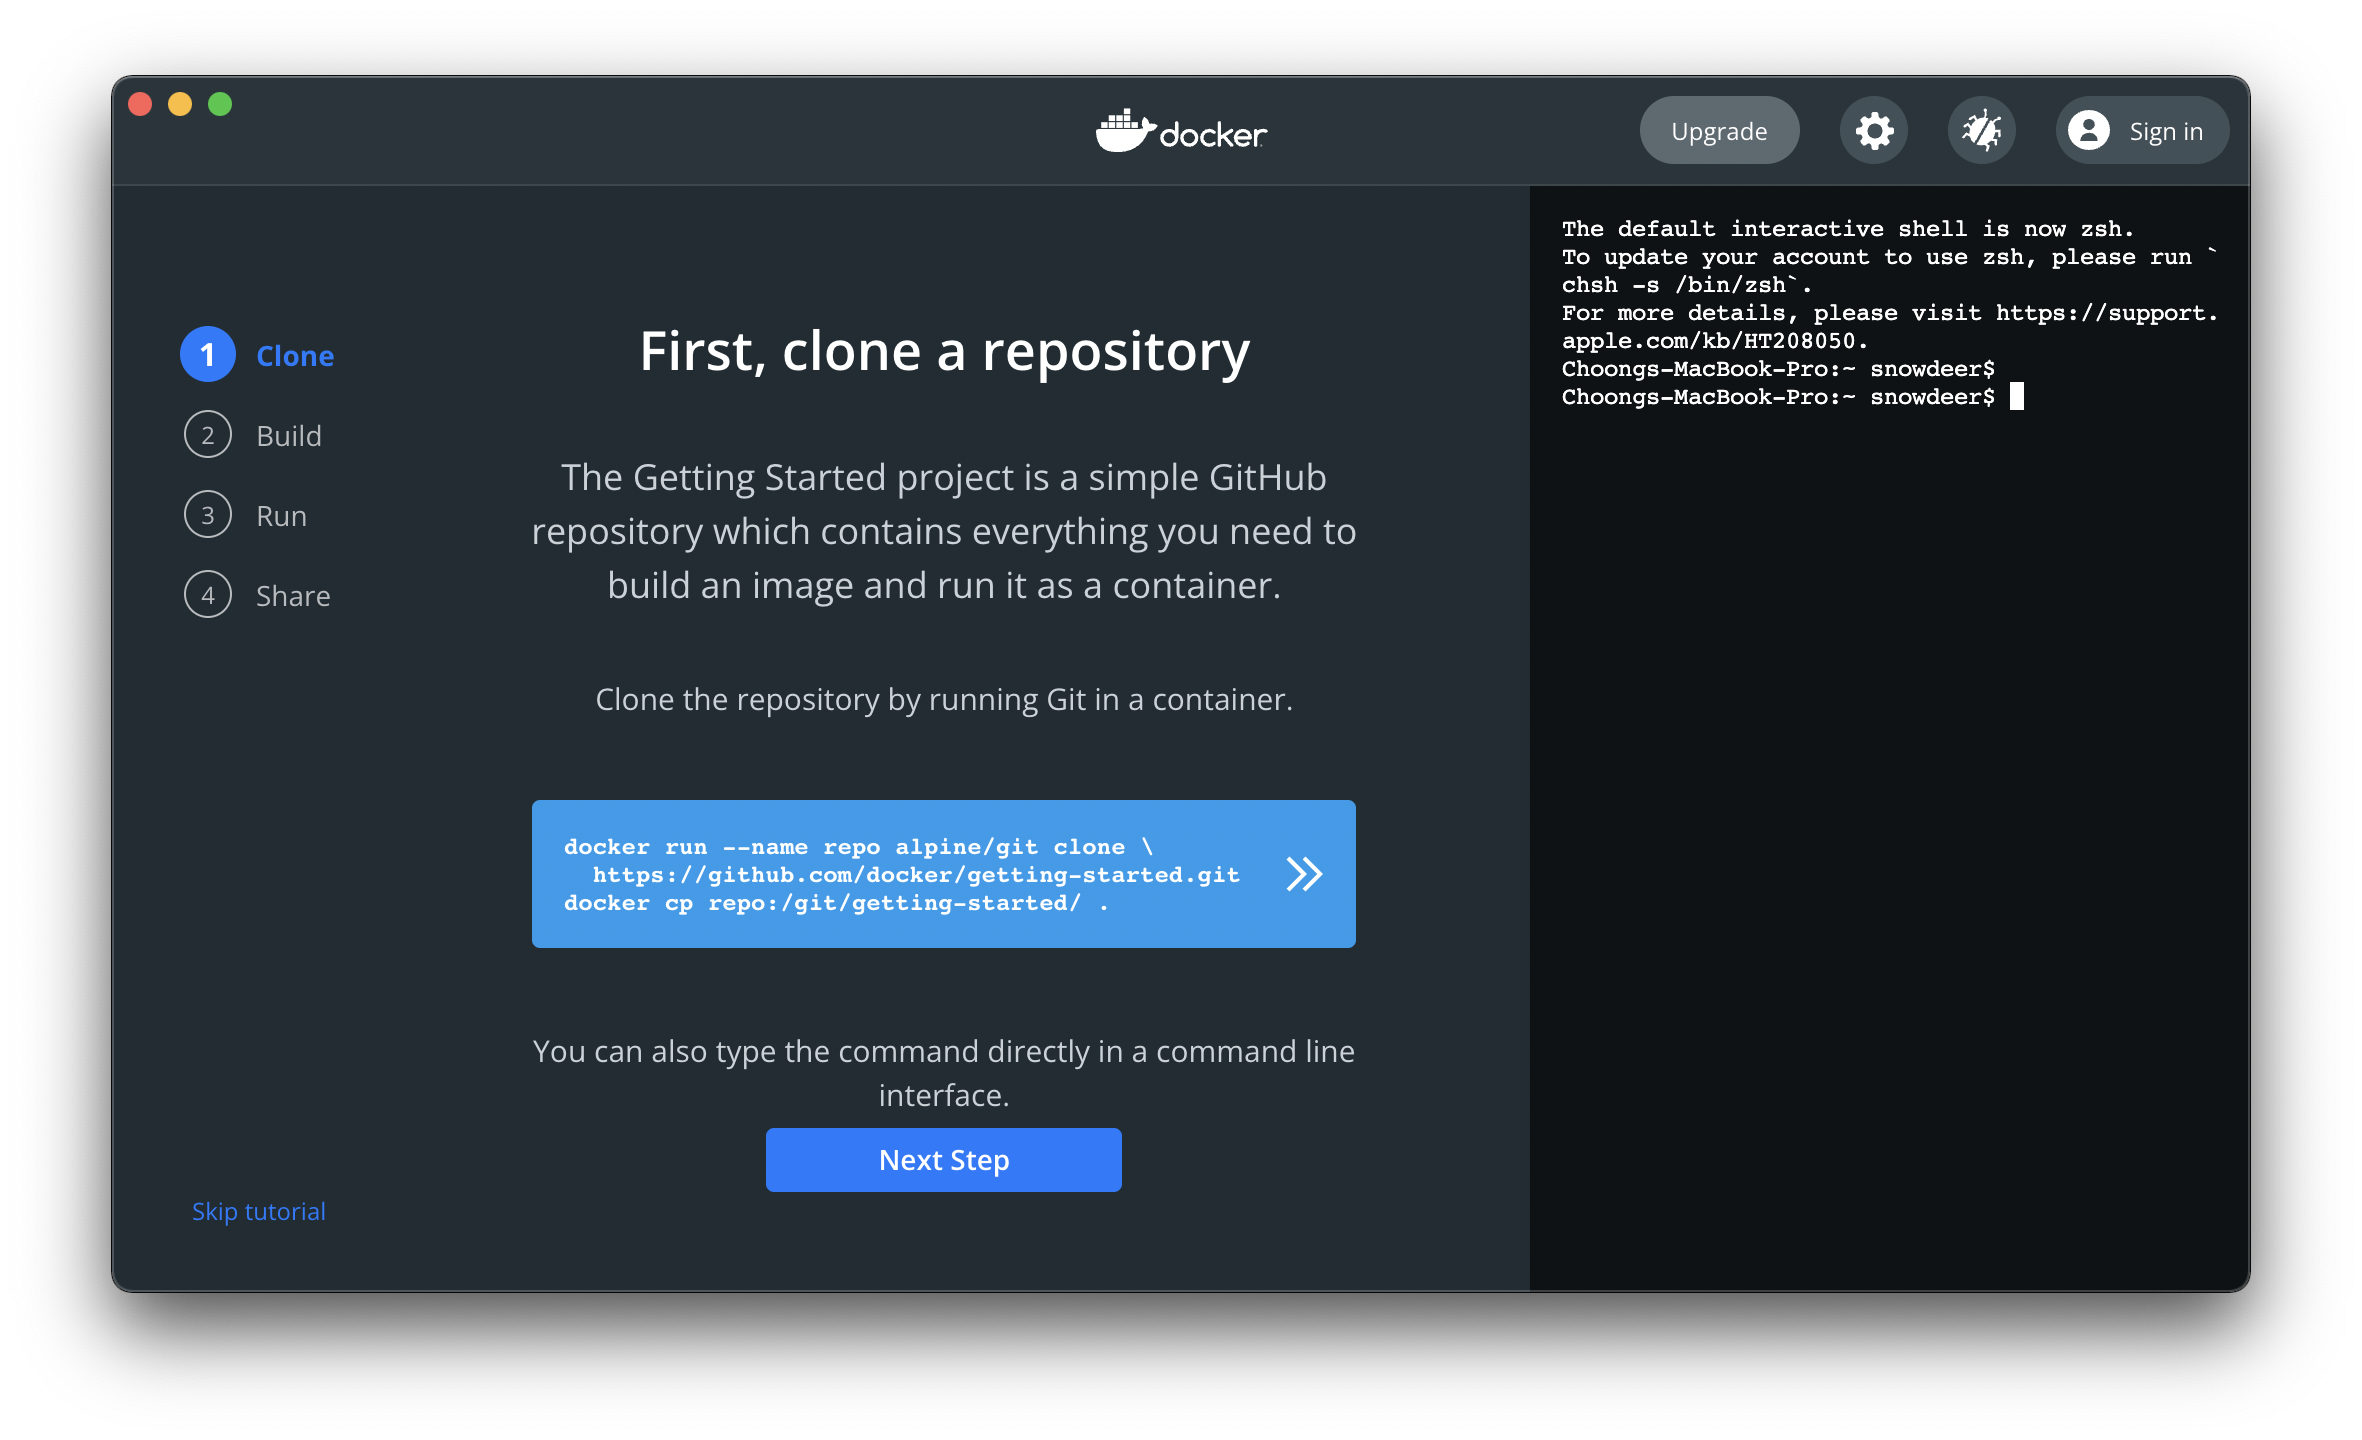 docker
Upgrade
Sign in
1 Clone
2 Build
3 Run
4 Share
Skip tutorial
First, clone a repository
The Getting Started project is a simple GitHub
repository which contains everything you need to
build an image and run it as a container.
Clone the repository by running Git in a container.
docker run --name repo alpine/git clone \
  https://github.com/docker/getting-started.git
docker cp repo:/git/getting-started/ .
You can also type the command directly in a command line
interface.
Next Step
The default interactive shell is now zsh.
To update your account to use zsh, please run `
chsh -s /bin/zsh`.
For more details, please visit https://support.
apple.com/kb/HT208050.
Choongs-MacBook-Pro:~ snowdeer$
Choongs-MacBook-Pro:~ snowdeer$